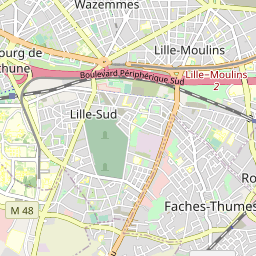 Wazemmes
Lille-Moulins
ourg de
thune
Boulevard Périphérique Sud
Lille-Moulins
2
Lille-Sud
Ro
M 48
Faches-Thumes